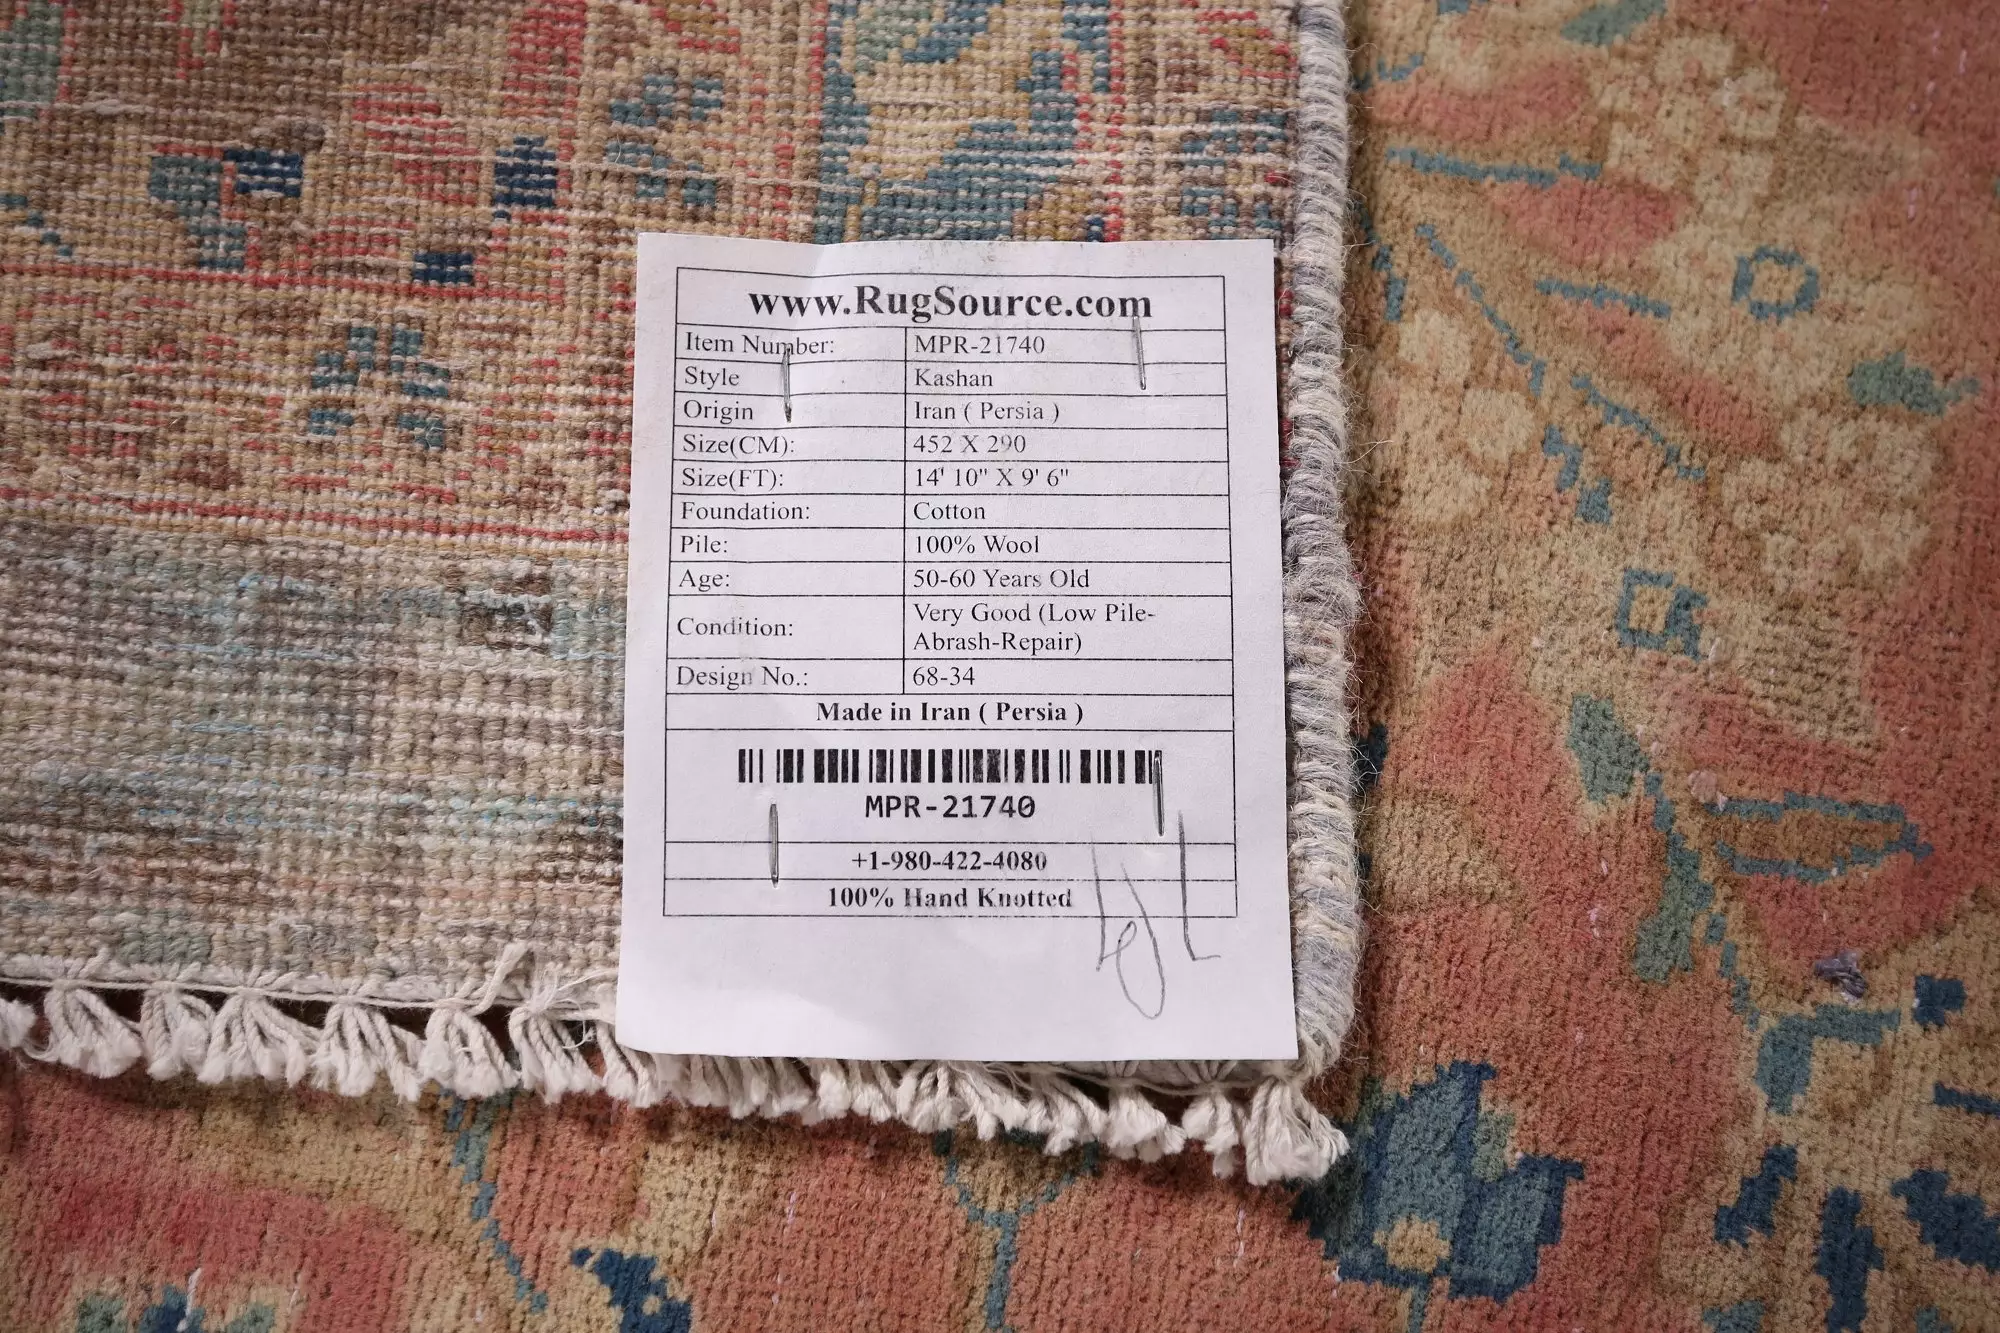 www.RugSource.com
Item Number: MPR-21740
Style Kashan
Origin Iran ( Persia )
Size(CM): 452 X 290
Size(FT): 14' 10" X 9' 6"
Foundation: Cotton
Pile: 100% Wool
Age: 50-60 Years Old
Condition: Very Good (Low Pile-
Abrash-Repair)
Design No.: 68-34
Made in Iran ( Persia )
MPR-21740
+1-980-422-4080
100% Hand Knotted